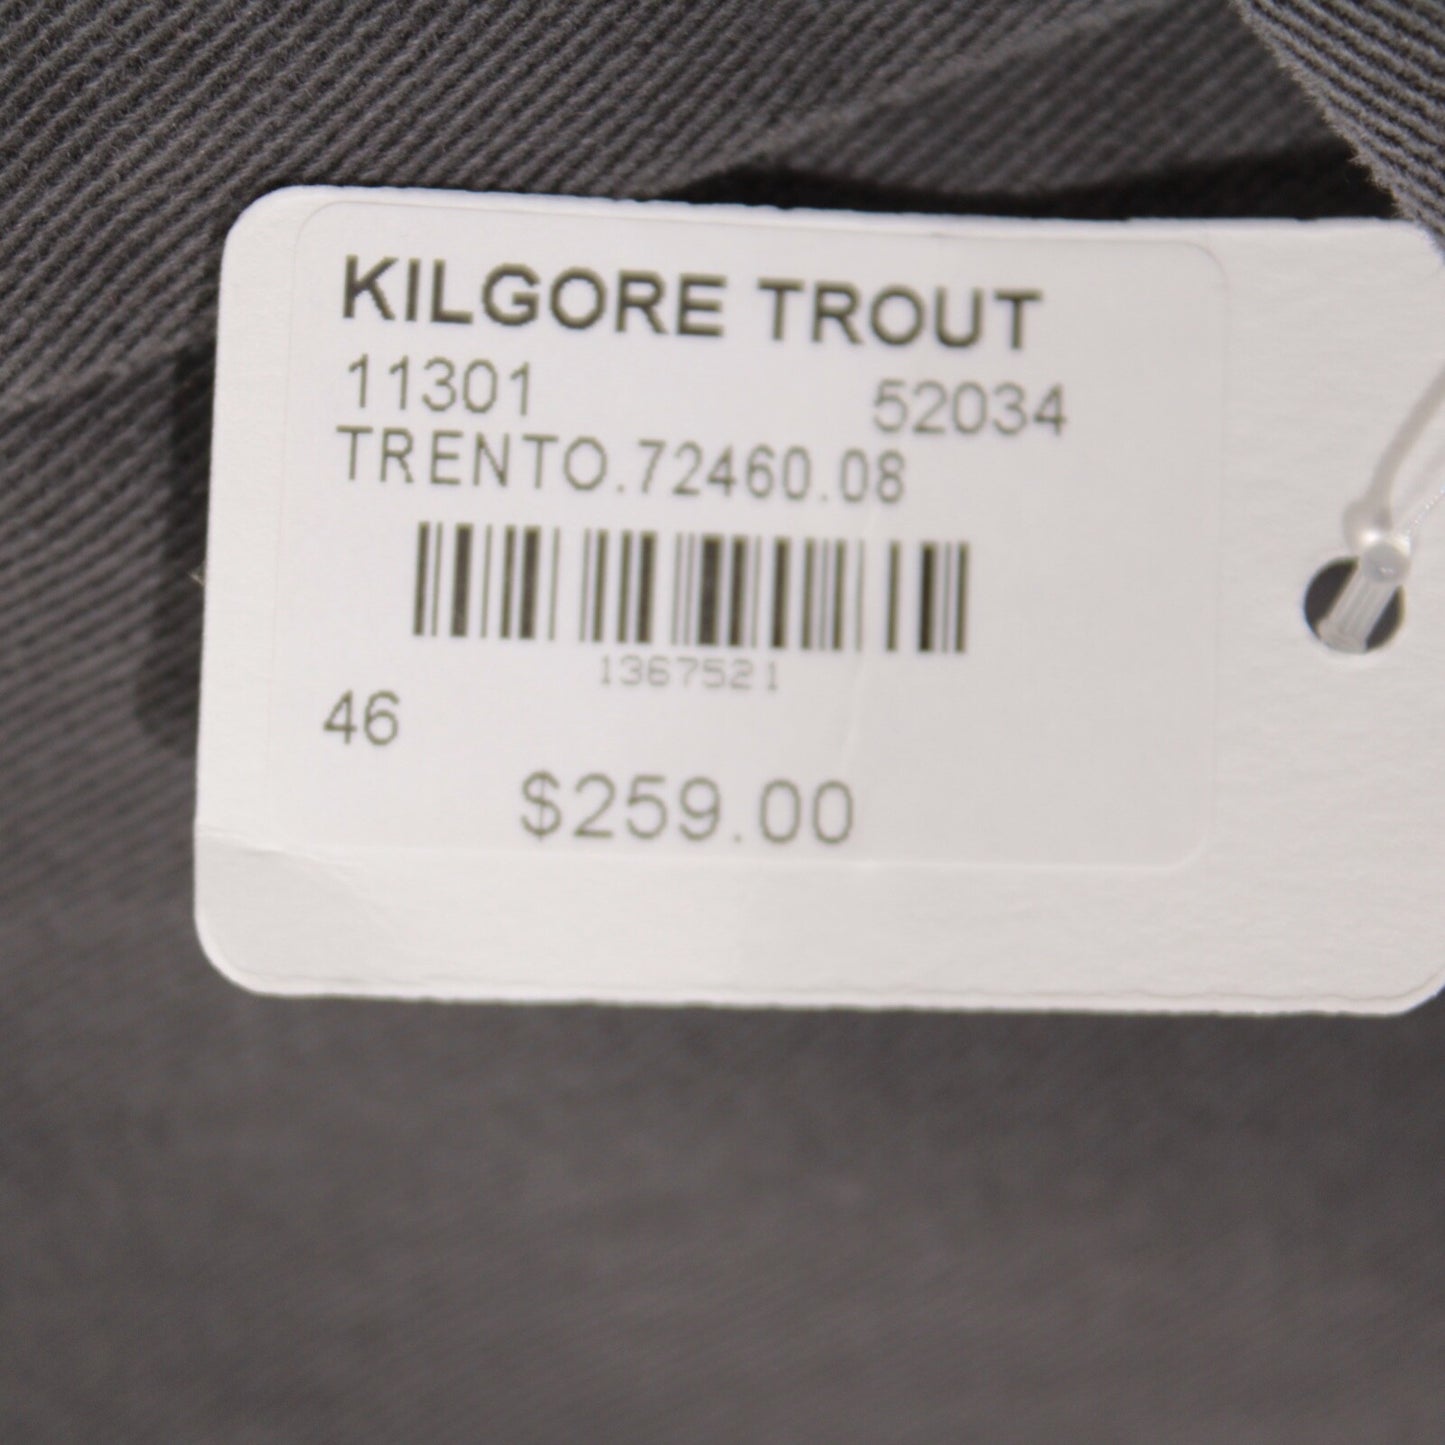 KILGORE TROUT
11301 52034
TRENTO.72460.08
1367521
46
$259.00